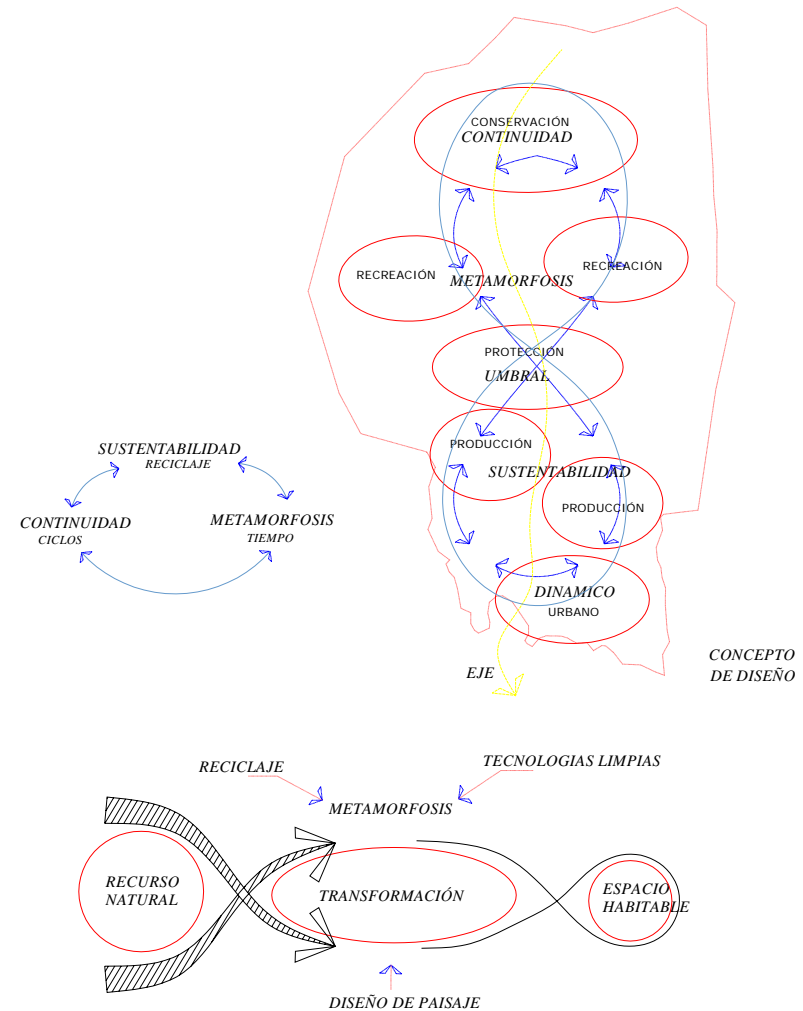 CONSERVACIÓN
CONTINUIDAD
RECREACIÓN
RECREACIÓN
METAMORFOSIS
PROTECCIÓN
UMBRAL
PRODUCCIÓN
SUSTENTABILIDAD
PRODUCCIÓN
DINAMICO
URBANO
EJE
SUSTENTABILIDAD
RECICLAJE
CONTINUIDAD
CICLOS
METAMORFOSIS
TIEMPO
CONCEPTO
DE DISEÑO
RECICLAJE
TECNOLOGIAS LIMPIAS
METAMORFOSIS
RECURSO
NATURAL
TRANSFORMACIÓN
ESPACIO
HABITABLE
DISEÑO DE PAISAJE